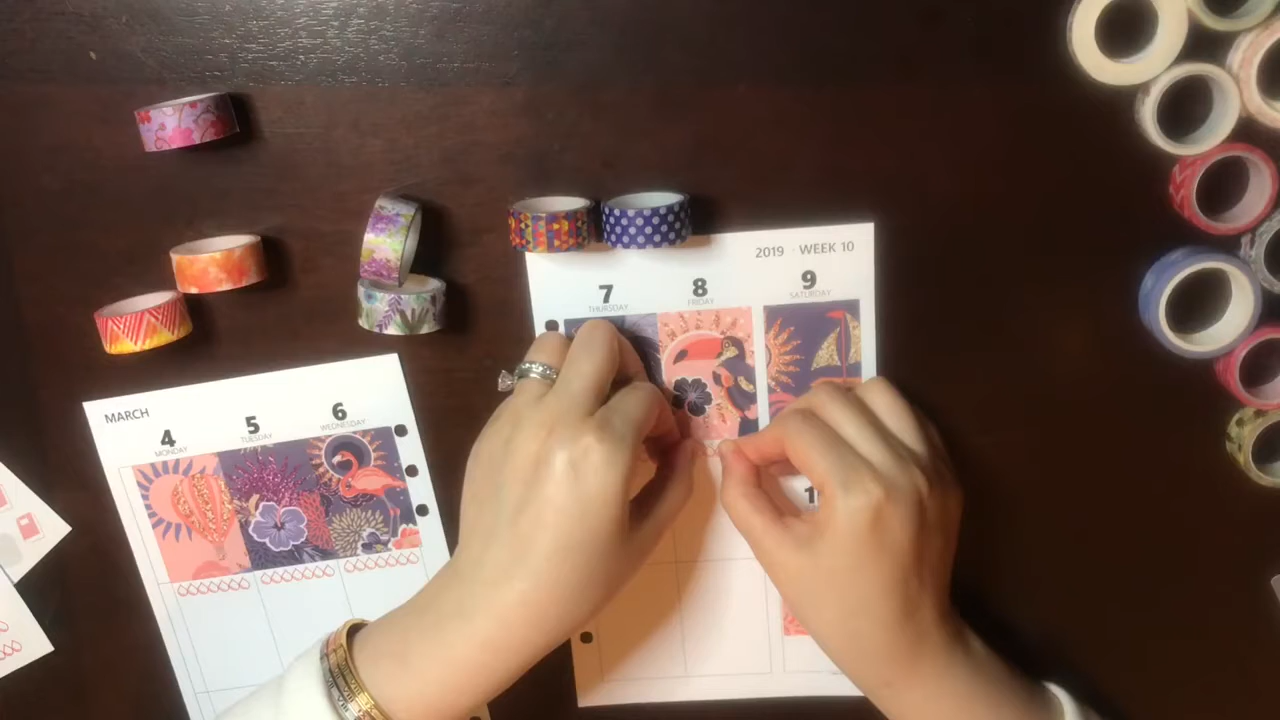 MARCH
4
MONDAY
5
TUESDAY
6
WEDNESDAY
2019 - WEEK 10
7
THURSDAY
8
FRIDAY
9
SATURDAY